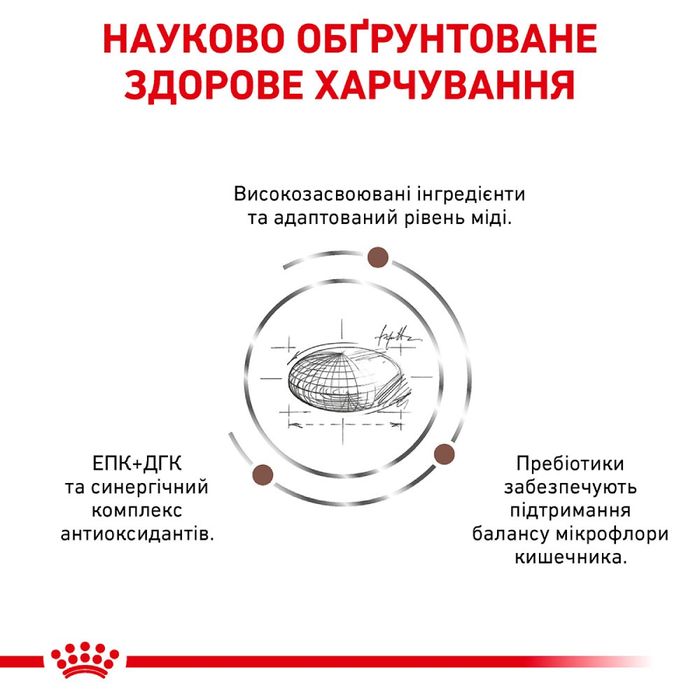 НАУКОВО ОБҐРУНТОВАНЕ
ЗДОРОВЕ ХАРЧУВАННЯ
Високозасвоювані інгредієнти
та адаптований рівень міді.
ЕПК+ДГК
та синергічний
комплекс
антиоксидантів.
Пребіотики
забезпечують
підтримання
балансу мікрофлори
кишечника.